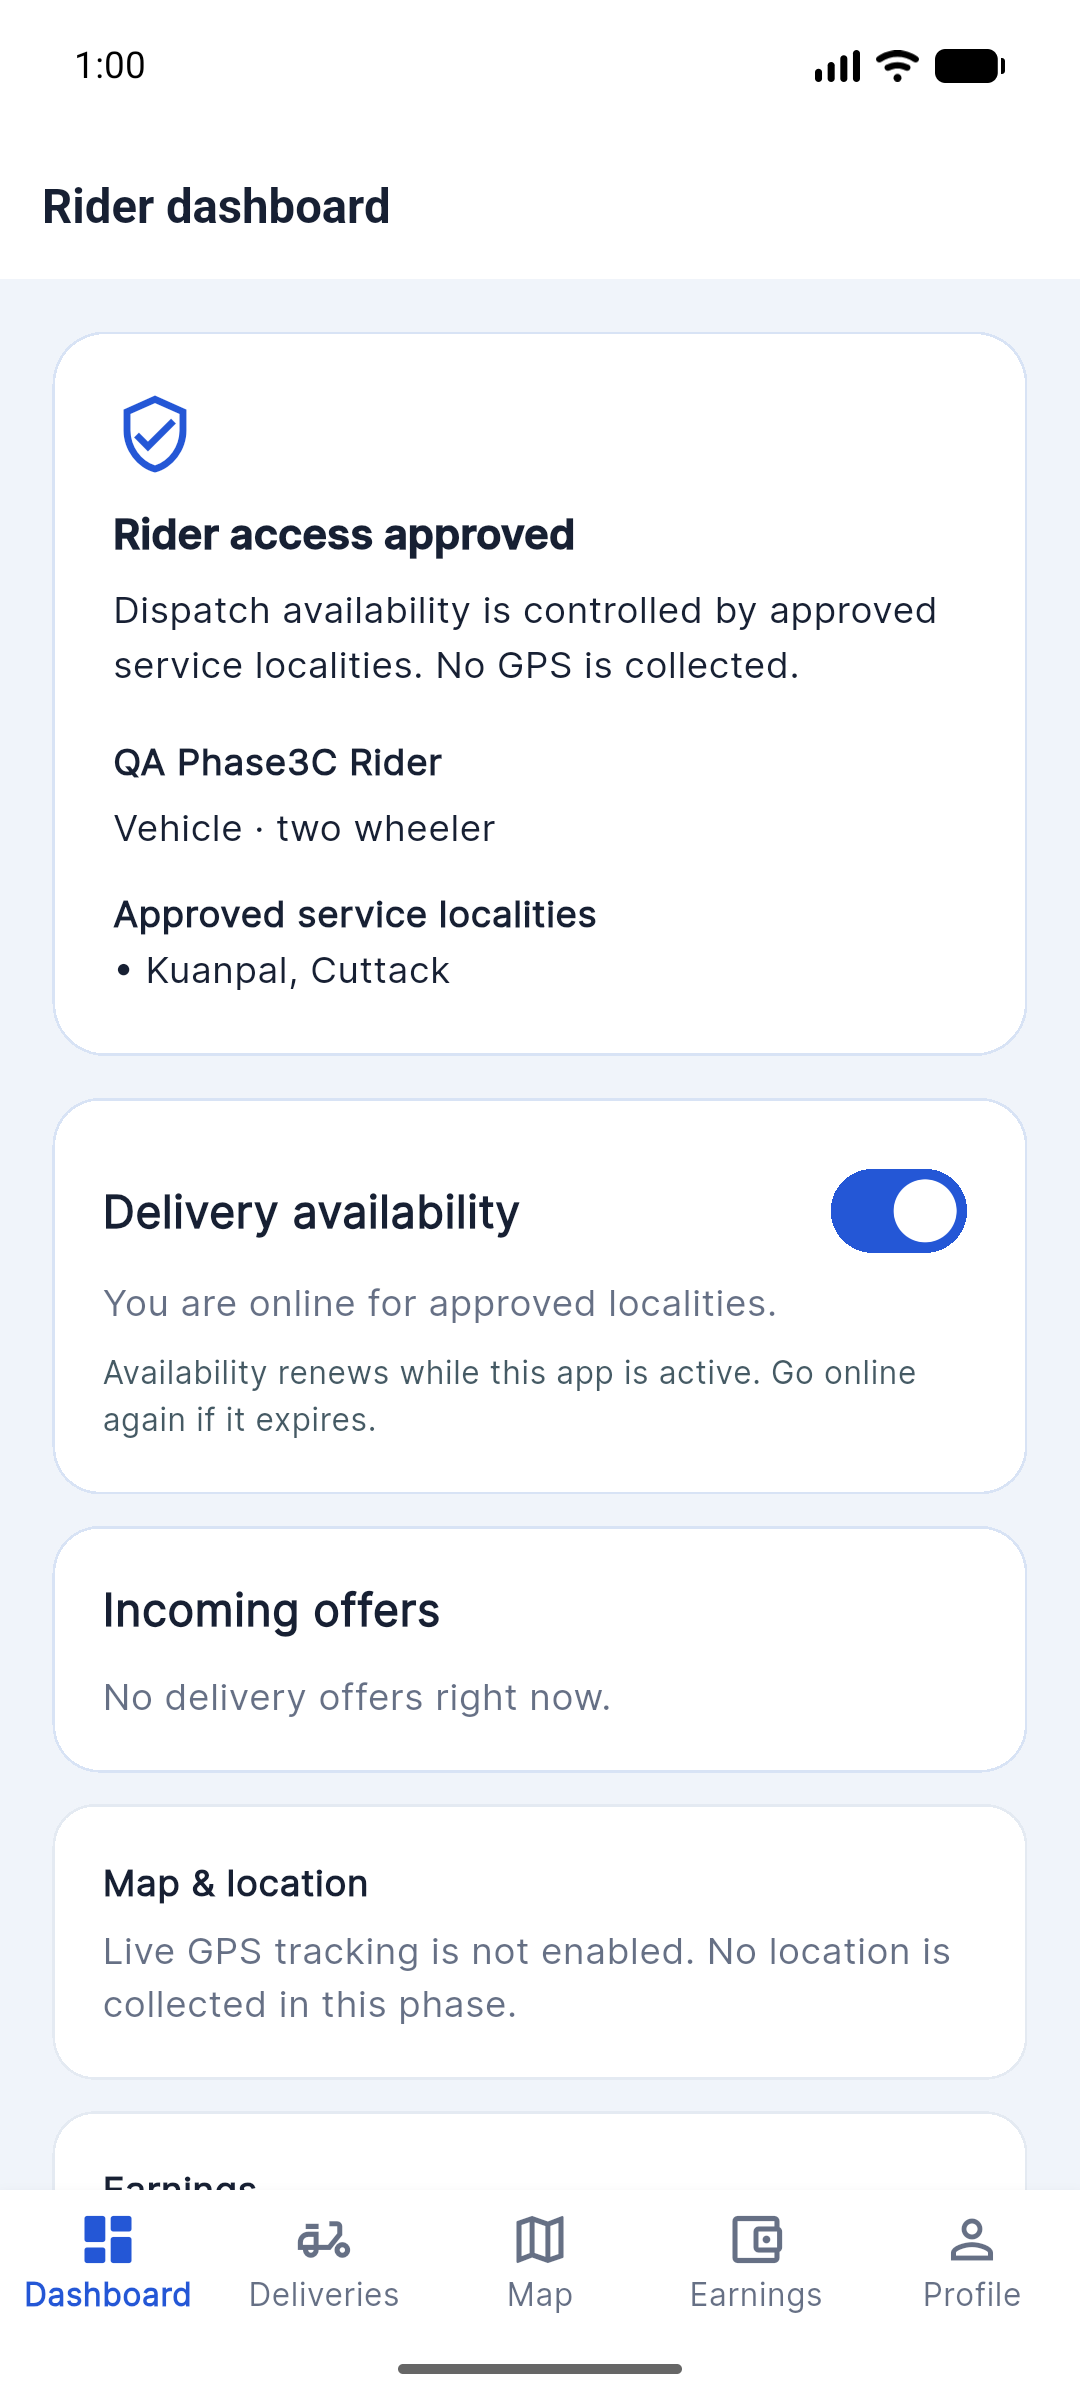 1:00
Rider dashboard
Rider access approved
Dispatch availability is controlled by approved
service localities. No GPS is collected.
QA Phase3C Rider
Vehicle · two wheeler
Approved service localities
• Kuanpal, Cuttack
Delivery availability
You are online for approved localities.
Availability renews while this app is active. Go online
again if it expires.
Incoming offers
No delivery offers right now.
Map & location
Live GPS tracking is not enabled. No location is
collected in this phase.
Earnings
Dashboard
Deliveries
Map
Earnings
Profile